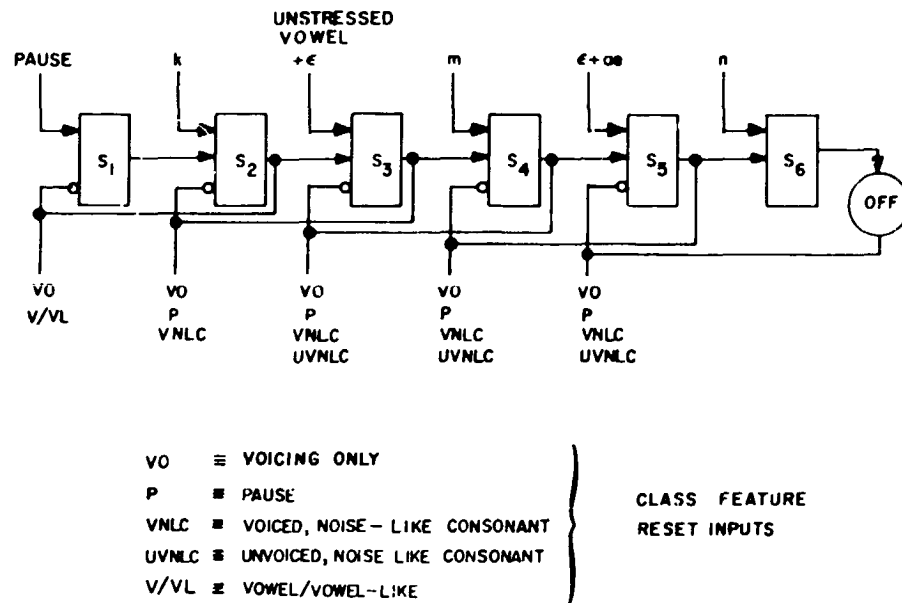 UNSTRESSED
VOWEL
PAUSE k +ϵ m ϵ+ae n
S1 S2 S3 S4 S5 S6 OFF
VO VO VO VO VO
V/VL P P P P
VNLC VNLC VNLC VNLC
UVNLC UVNLC UVNLC
VO ≡ VOICING ONLY
P ≡ PAUSE
VNLC ≡ VOICED, NOISE-LIKE CONSONANT
UVNLC ≡ UNVOICED, NOISE LIKE CONSONANT
V/VL ≡ VOWEL/VOWEL-LIKE
CLASS FEATURE
RESET INPUTS